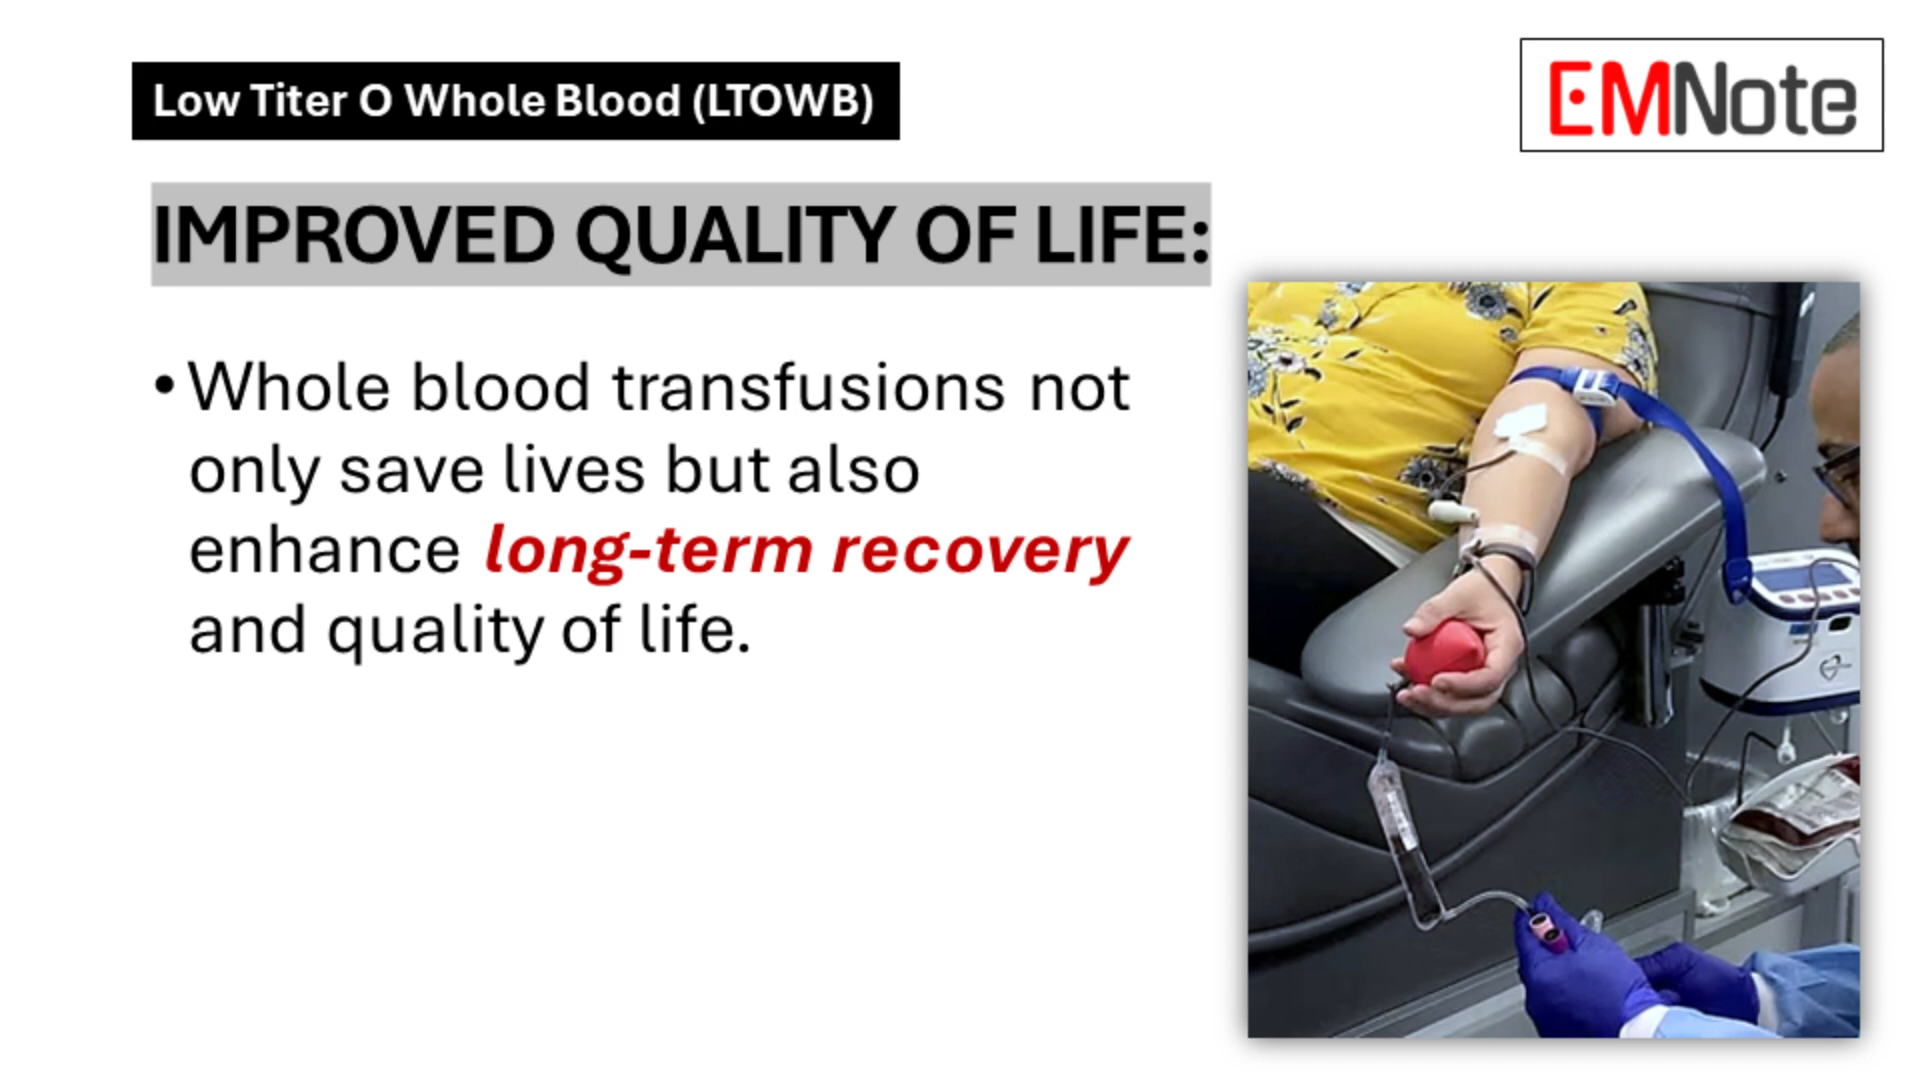 Low Titer O Whole Blood (LTOWB)
EMNote
IMPROVED QUALITY OF LIFE:
• Whole blood transfusions not
only save lives but also
enhance long-term recovery
and quality of life.